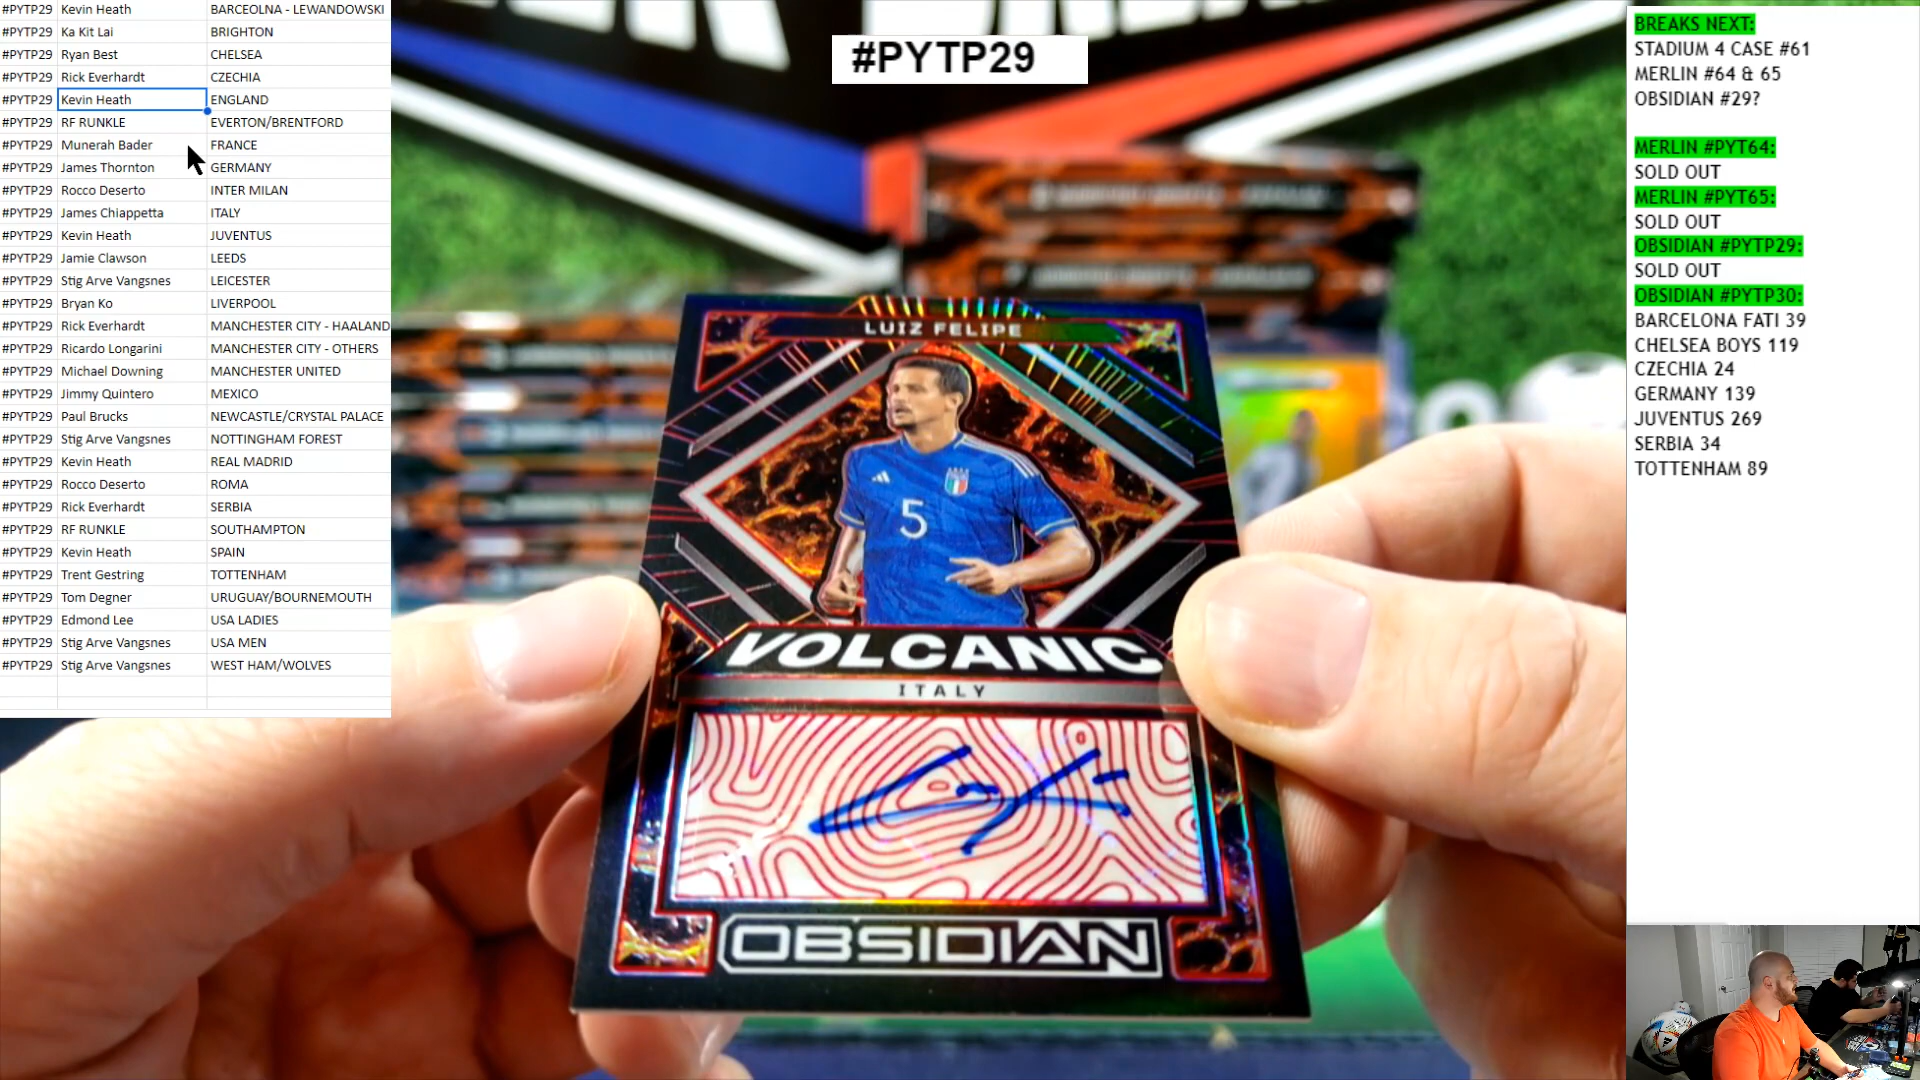 #PYTP29 Kevin Heath BARCEOLNA - LEWANDOWSKI
#PYTP29 Ka Kit Lai BRIGHTON
#PYTP29 Ryan Best CHELSEA
#PYTP29 Rick Everhardt CZECHIA
#PYTP29 Kevin Heath ENGLAND
#PYTP29 RF RUNKLE EVERTON/BRENTFORD
#PYTP29 Munerah Bader FRANCE
#PYTP29 James Thornton GERMANY
#PYTP29 Rocco Deserto INTER MILAN
#PYTP29 James Chiappetta ITALY
#PYTP29 Kevin Heath JUVENTUS
#PYTP29 Jamie Clawson LEEDS
#PYTP29 Stig Arve Vangsnes LEICESTER
#PYTP29 Bryan Ko LIVERPOOL
#PYTP29 Rick Everhardt MANCHESTER CITY - HAALAND
#PYTP29 Ricardo Longarini MANCHESTER CITY - OTHERS
#PYTP29 Michael Downing MANCHESTER UNITED
#PYTP29 Jimmy Quintero MEXICO
#PYTP29 Paul Brucks NEWCASTLE/CRYSTAL PALACE
#PYTP29 Stig Arve Vangsnes NOTTINGHAM FOREST
#PYTP29 Kevin Heath REAL MADRID
#PYTP29 Rocco Deserto ROMA
#PYTP29 Rick Everhardt SERBIA
#PYTP29 RF RUNKLE SOUTHAMPTON
#PYTP29 Kevin Heath SPAIN
#PYTP29 Trent Gestring TOTTENHAM
#PYTP29 Tom Degner URUGUAY/BOURNEMOUTH
#PYTP29 Edmond Lee USA LADIES
#PYTP29 Stig Arve Vangsnes USA MEN
#PYTP29 Stig Arve Vangsnes WEST HAM/WOLVES
#PYTP29
LUIZ FELIPE
5
VOLCANIC
ITALY
OBSIDIAN
BREAKS NEXT:
STADIUM 4 CASE #61
MERLIN #64 & 65
OBSIDIAN #29?
MERLIN #PYT64:
SOLD OUT
MERLIN #PYT65:
SOLD OUT
OBSIDIAN #PYTP29:
SOLD OUT
OBSIDIAN #PYTP30:
BARCELONA FATI 39
CHELSEA BOYS 119
CZECHIA 24
GERMANY 139
JUVENTUS 269
SERBIA 34
TOTTENHAM 89